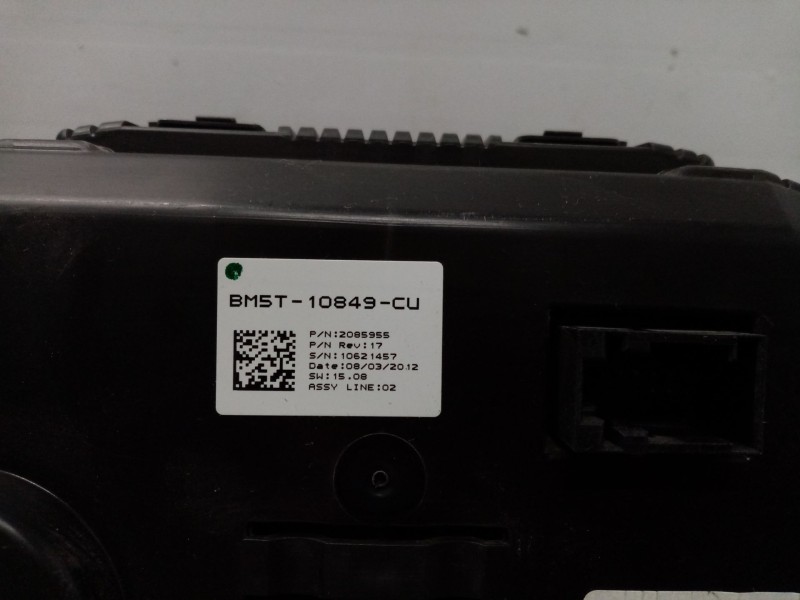 BM5T-10849-CU
P/N:2085955
P/N Rev:17
S/N:10621457
Date:08/03/2012
SW:15.08
ASSY LINE:02